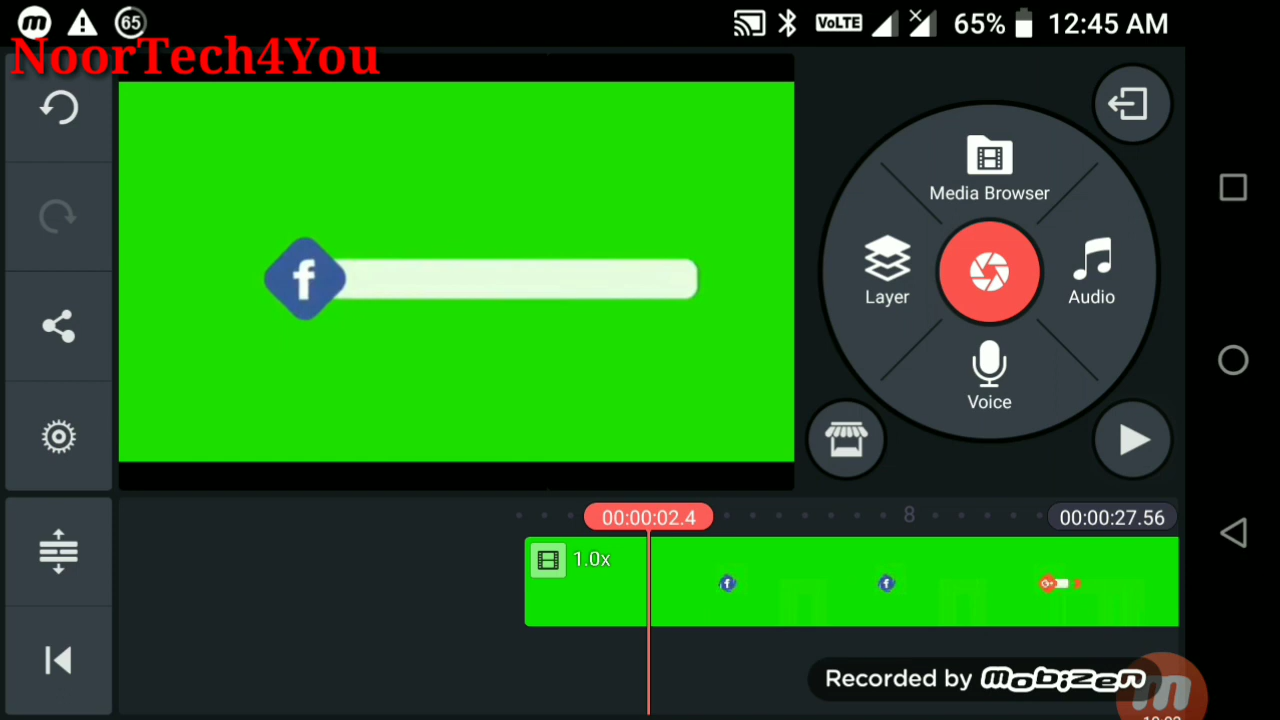 65
VoLTE
65%
12:45 AM
NoorTech4You
f
Media Browser
Layer
Audio
Voice
00:00:02.4
8
00:00:27.56
1.0x
Recorded by MobiZen